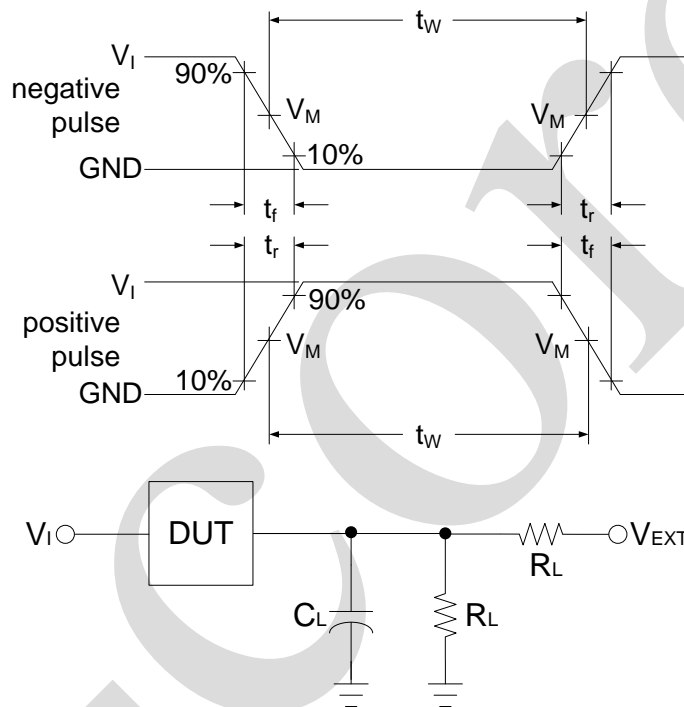 tW
VI
90%
negative
pulse
VM
VM
10%
GND
tf
tr
tr
tf
VI
90%
positive
pulse
VM
VM
10%
GND
tW
VI
DUT
VEXT
RL
CL
RL